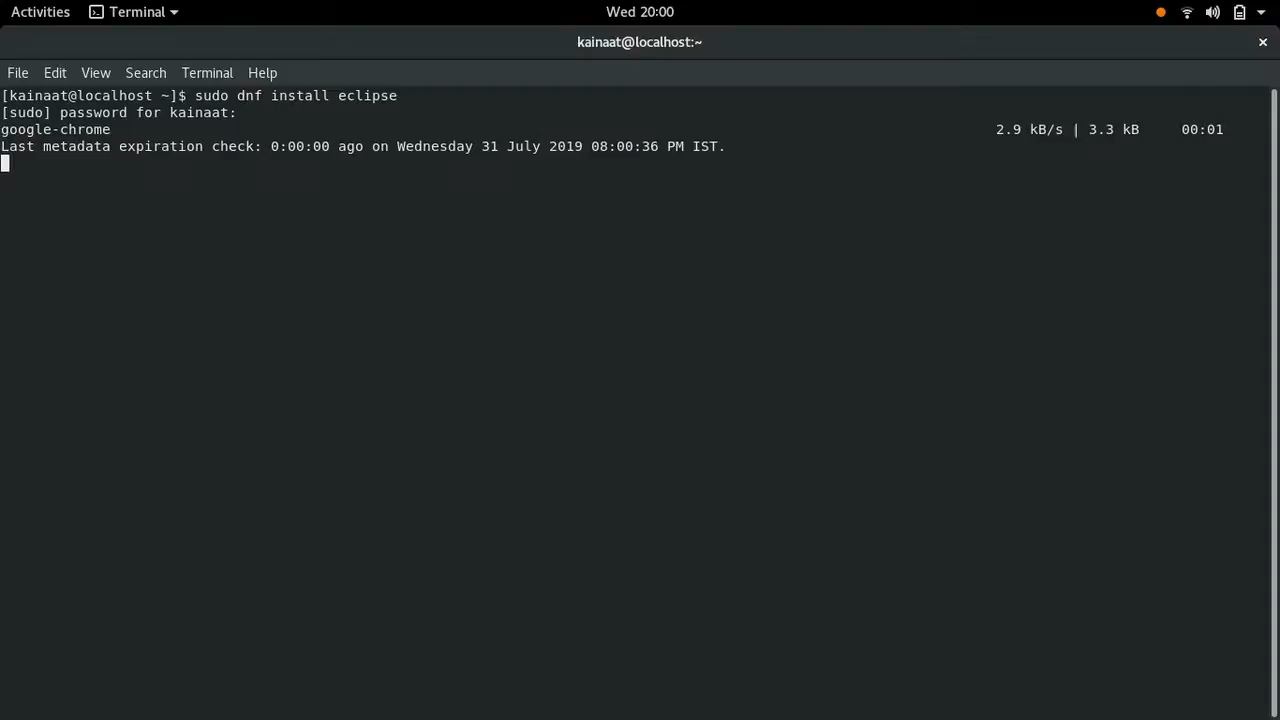 Activities Terminal Wed 20:00
kainaat@localhost:~
File Edit View Search Terminal Help
[kainaat@localhost ~]$ sudo dnf install eclipse
[sudo] password for kainaat:
google-chrome 2.9 kB/s | 3.3 kB 00:01
Last metadata expiration check: 0:00:00 ago on Wednesday 31 July 2019 08:00:36 PM IST.